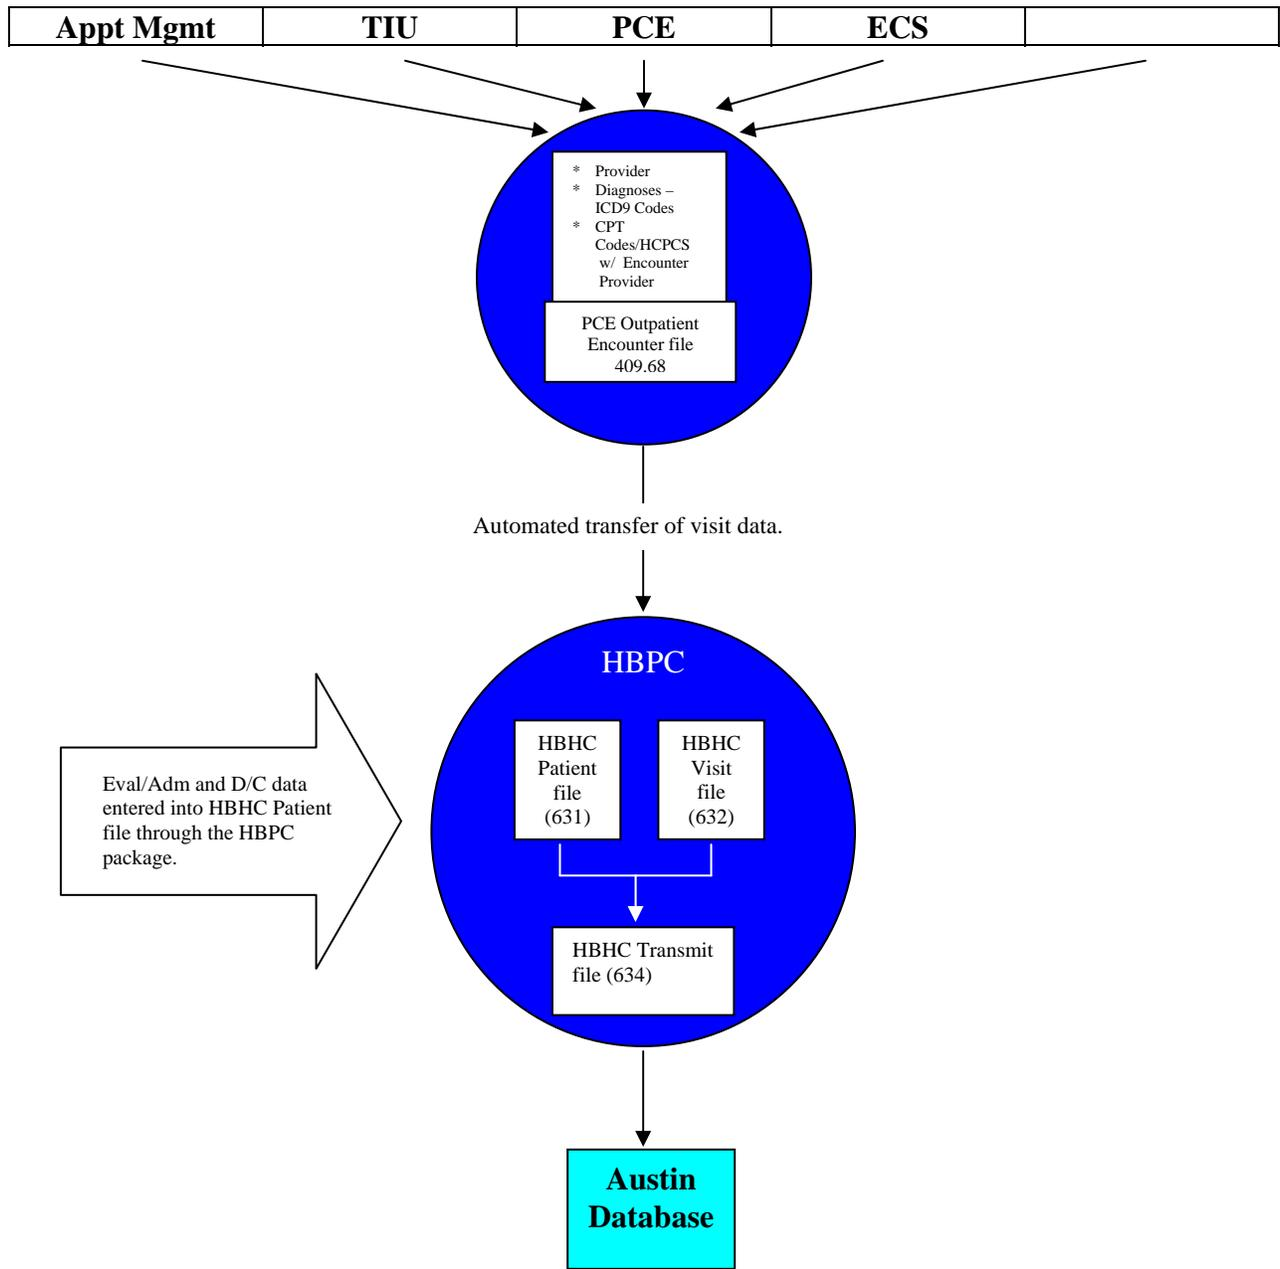 Appt Mgmt TIU PCE ECS
* Provider
* Diagnoses –
ICD9 Codes
* CPT
Codes/HCPCS
w/ Encounter
Provider
PCE Outpatient
Encounter file
409.68
Automated transfer of visit data.
HBPC
HBHC
Patient
file
(631)
HBHC
Visit
file
(632)
Eval/Adm and D/C data
entered into HBHC Patient
file through the HBPC
package.
HBHC Transmit
file (634)
Austin
Database